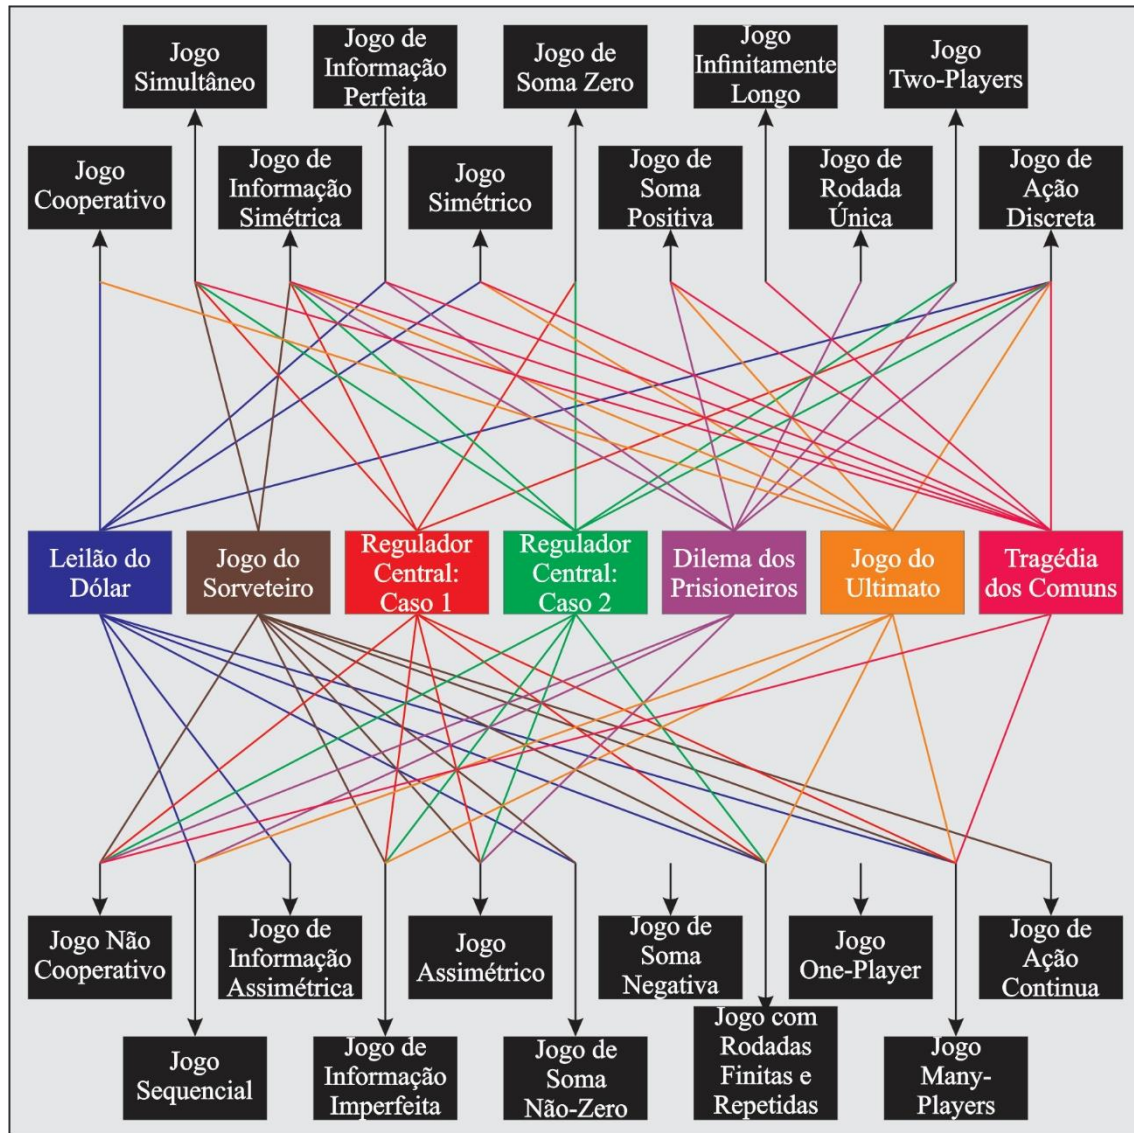 Jogo
Simultâneo
Jogo de
Informação
Perfeita
Jogo de
Soma Zero
Jogo
Infinitamente
Longo
Jogo
Two-Players
Jogo
Cooperativo
Jogo de
Informação
Simétrica
Jogo
Simétrico
Jogo de
Soma
Positiva
Jogo de
Rodada
Única
Jogo de
Ação
Discreta
Leilão do
Dólar
Jogo do
Sorveteiro
Regulador
Central:
Caso 1
Regulador
Central:
Caso 2
Dilema dos
Prisioneiros
Jogo do
Ultimato
Tragédia
dos Comuns
Jogo Não
Cooperativo
Jogo de
Informação
Assimétrica
Jogo
Assimétrico
Jogo de
Soma
Negativa
Jogo
One-Player
Jogo de
Ação
Continua
Jogo
Sequencial
Jogo de
Informação
Imperfeita
Jogo de
Soma
Não-Zero
Jogo com
Rodadas
Finitas e
Repetidas
Jogo
Many-
Players